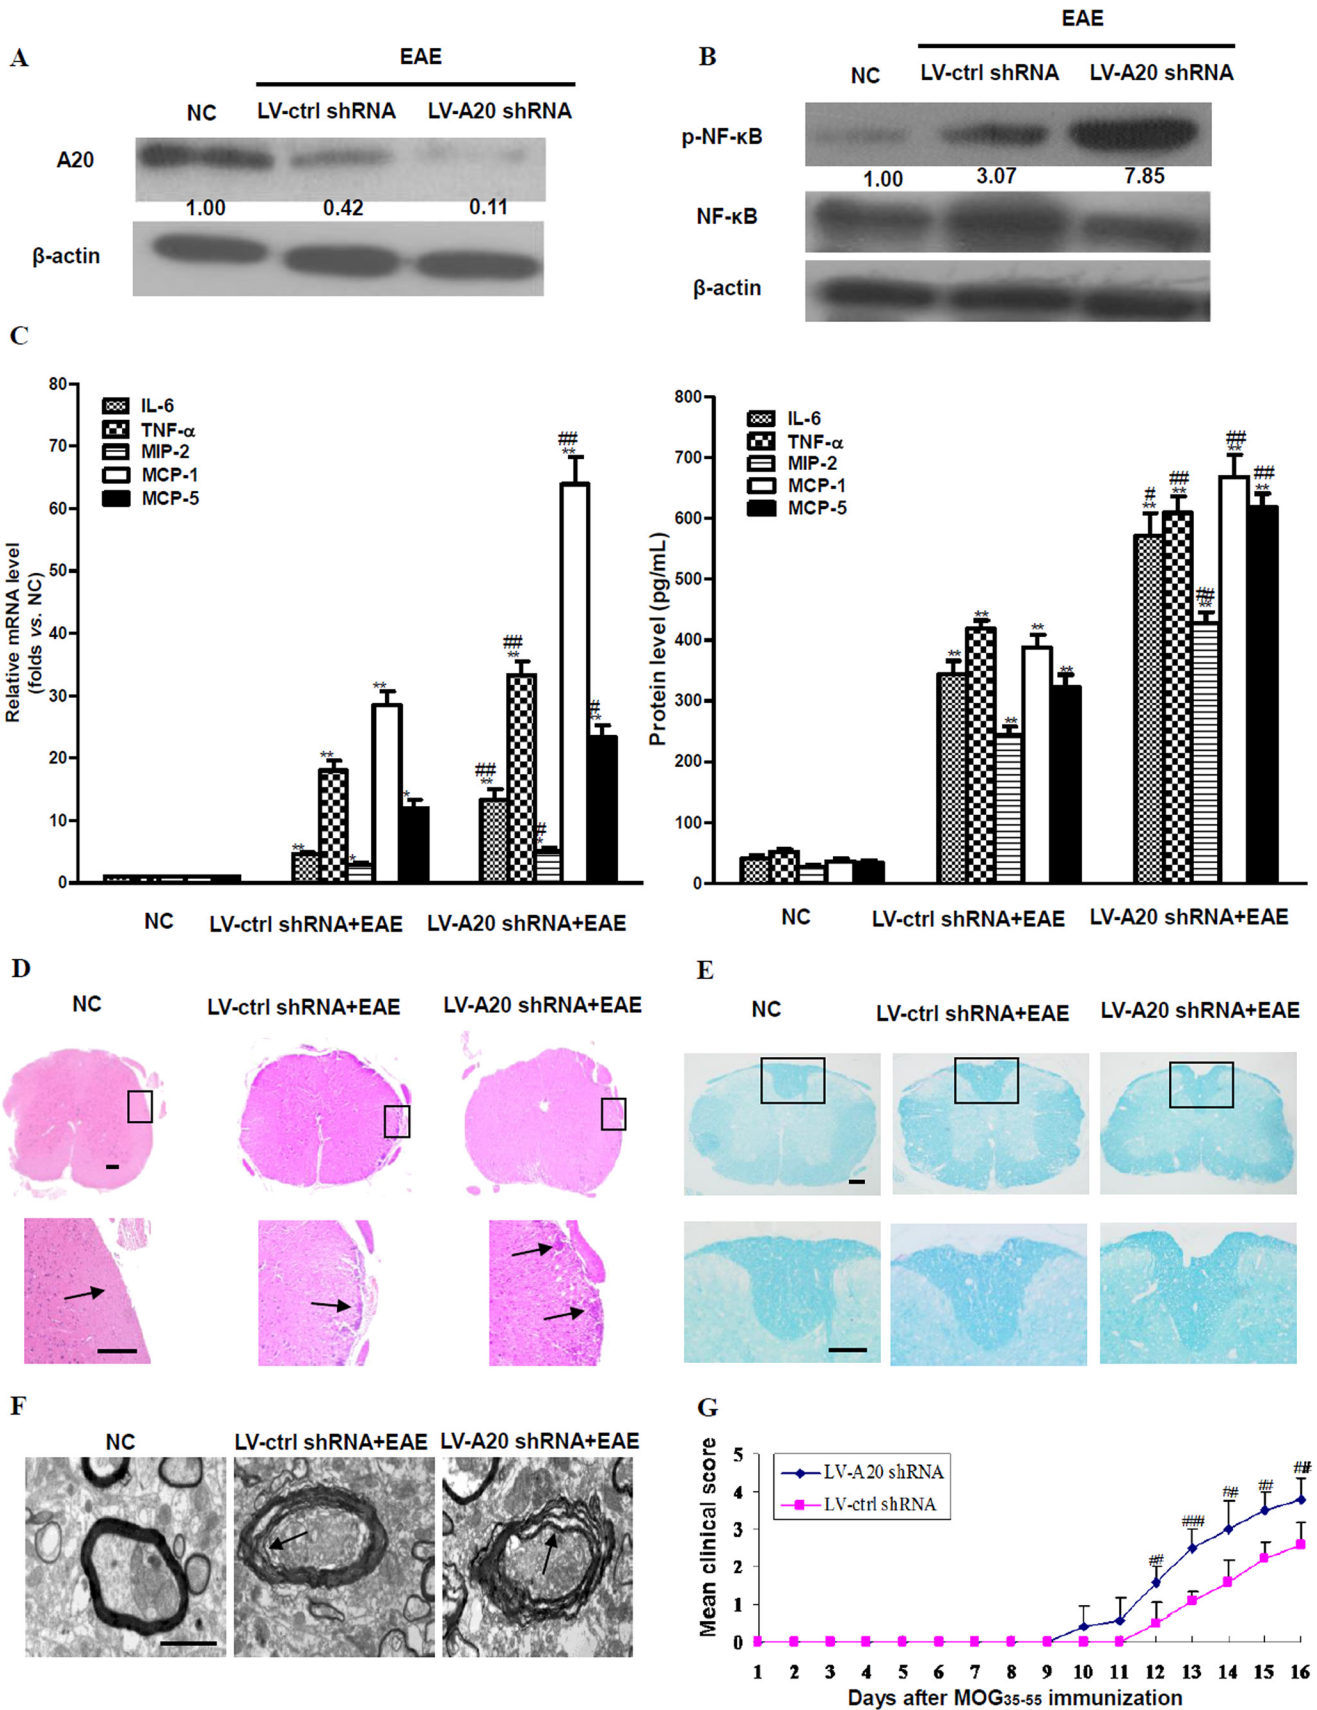 A
EAE
NC
LV-ctrl shRNA
LV-A20 shRNA
A20
1.00
0.42
0.11
β-actin
B
EAE
NC
LV-ctrl shRNA
LV-A20 shRNA
p-NF-κB
1.00
3.07
7.85
NF-κB
β-actin
C
Relative mRNA level
(folds vs. NC)
80
70
60
50
40
30
20
10
0
IL-6
TNF-α
MIP-2
MCP-1
MCP-5
**
**
*
**
*
##
**
##
**
#
*
##
**
#
**
NC
LV-ctrl shRNA+EAE
LV-A20 shRNA+EAE
Protein level (pg/mL)
800
700
600
500
400
300
200
100
0
IL-6
TNF-α
MIP-2
MCP-1
MCP-5
**
**
**
**
**
#
**
##
**
##
**
##
**
##
**
NC
LV-ctrl shRNA+EAE
LV-A20 shRNA+EAE
D
NC
LV-ctrl shRNA+EAE
LV-A20 shRNA+EAE
E
NC
LV-ctrl shRNA+EAE
LV-A20 shRNA+EAE
F
NC
LV-ctrl shRNA+EAE
LV-A20 shRNA+EAE
G
Mean clinical score
5
4
3
2
1
0
LV-A20 shRNA
LV-ctrl shRNA
##
###
##
##
##
1 2 3 4 5 6 7 8 9 10 11 12 13 14 15 16
Days after MOG35-55 immunization